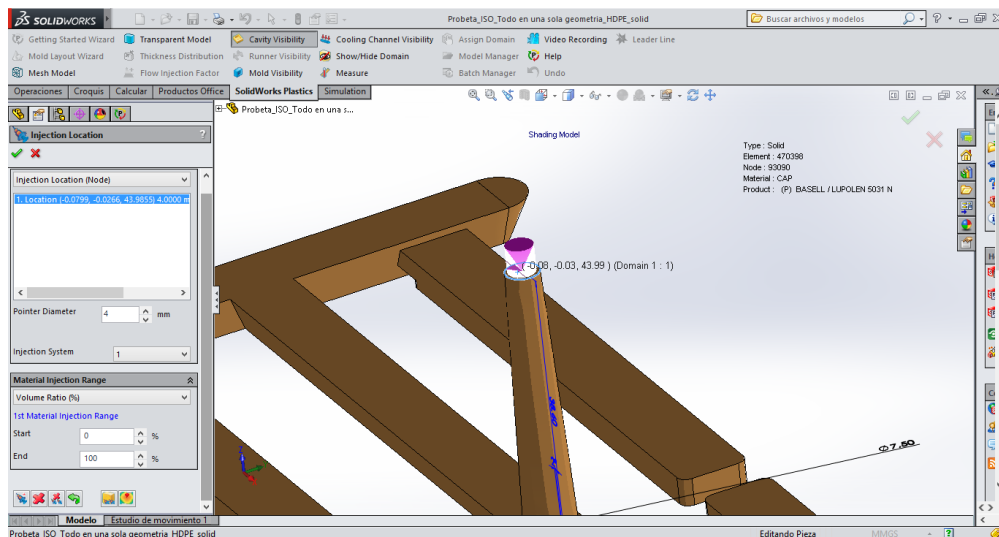 SOLIDWORKS
Probeta_ISO_Todo en una sola geometria_HDPE_solid
Buscar archivos y modelos
Getting Started Wizard
Transparent Model
Cavity Visibility
Cooling Channel Visibility
Assign Domain
Video Recording
Leader Line
Mold Layout Wizard
Thickness Distribution
Runner Visibility
Show/Hide Domain
Model Manager
Help
Mesh Model
Flow Injection Factor
Mold Visibility
Measure
Batch Manager
Undo
Operaciones
Croquis
Calcular
Productos Office
SolidWorks Plastics
Simulation
Probeta_ISO_Todo en una s...
Injection Location
?
Injection Location (Node)
1. Location (-0.0799, -0.0266, 43.9855) 4.0000 m
Pointer Diameter
4
mm
Injection System
1
Material Injection Range
Volume Ratio (%)
1st Material Injection Range
Start
0
%
End
100
%
Shading Model
Type : Solid
Element : 470398
Node : 93090
Material : CAP
Product : (P) BASELL / LUPOLEN 5031 N
( -0.08, -0.03, 43.99 ) (Domain 1 : 1)
Ø7.50
Modelo
Estudio de movimiento 1
Probeta_ISO_Todo en una sola geometria_HDPE_solid
Editando Pieza
MMGS